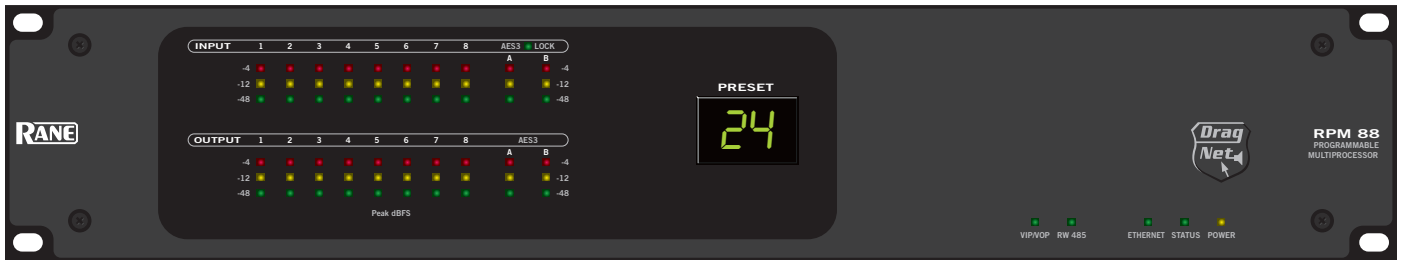 INPUT 1 2 3 4 5 6 7 8 AES3 LOCK
A B
-4 -4
-12 -12
-48 -48
PRESET
24
RANE
OUTPUT 1 2 3 4 5 6 7 8 AES3
A B
-4 -4
-12 -12
-48 -48
Peak dBFS
Drag
Net
RPM 88
PROGRAMMABLE
MULTIPROCESSOR
VIP/VOP RW 485 ETHERNET STATUS POWER